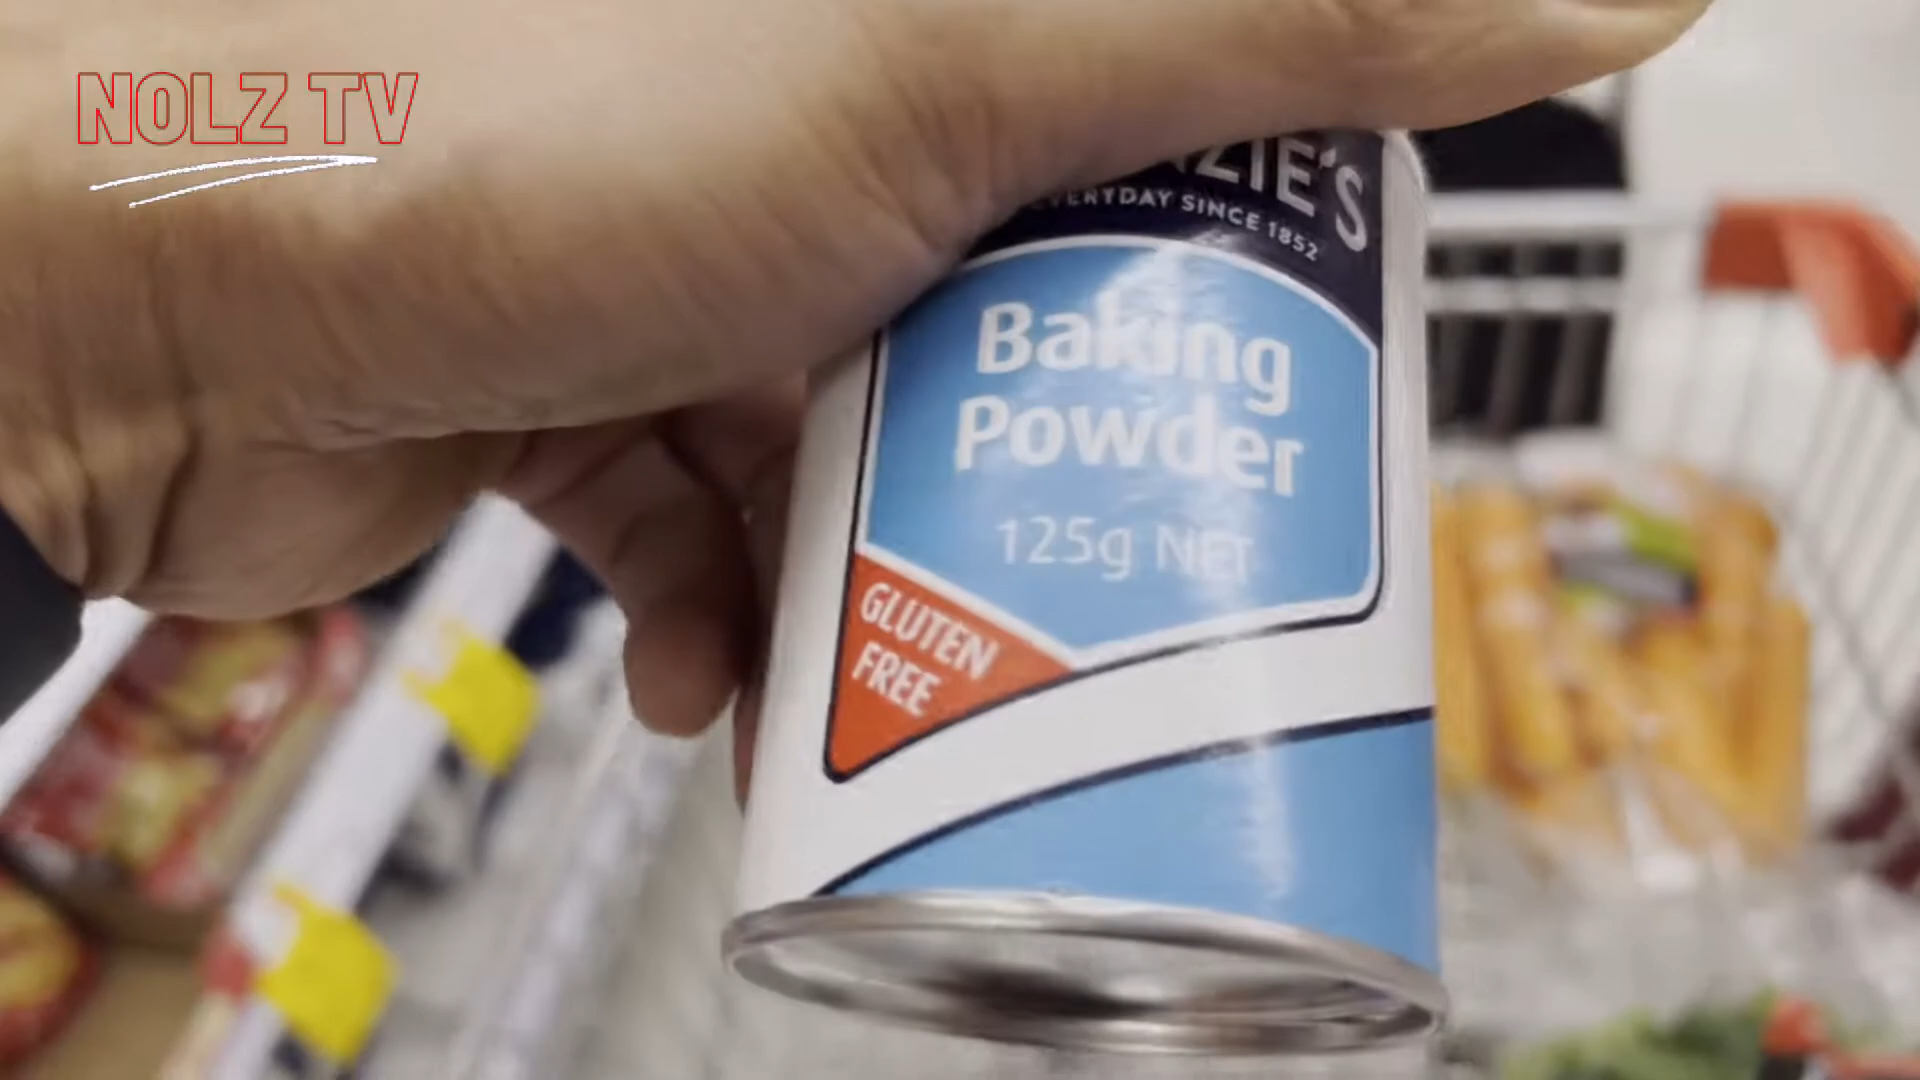 NOLZ TV
ZIE'S
EVERYDAY SINCE 1852
Baking
Powder
125g NET
GLUTEN
FREE